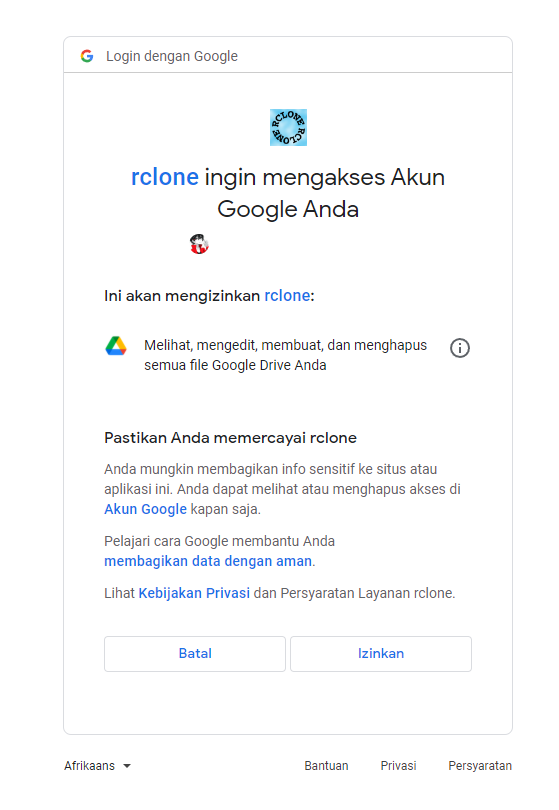 Login dengan Google
RCLONE RCLONE
rclone ingin mengakses Akun
Google Anda
Ini akan mengizinkan rclone:
Melihat, mengedit, membuat, dan menghapus
semua file Google Drive Anda
Pastikan Anda memercayai rclone
Anda mungkin membagikan info sensitif ke situs atau
aplikasi ini. Anda dapat melihat atau menghapus akses di
Akun Google kapan saja.
Pelajari cara Google membantu Anda
membagikan data dengan aman.
Lihat Kebijakan Privasi dan Persyaratan Layanan rclone.
Batal
Izinkan
Afrikaans
Bantuan
Privasi
Persyaratan